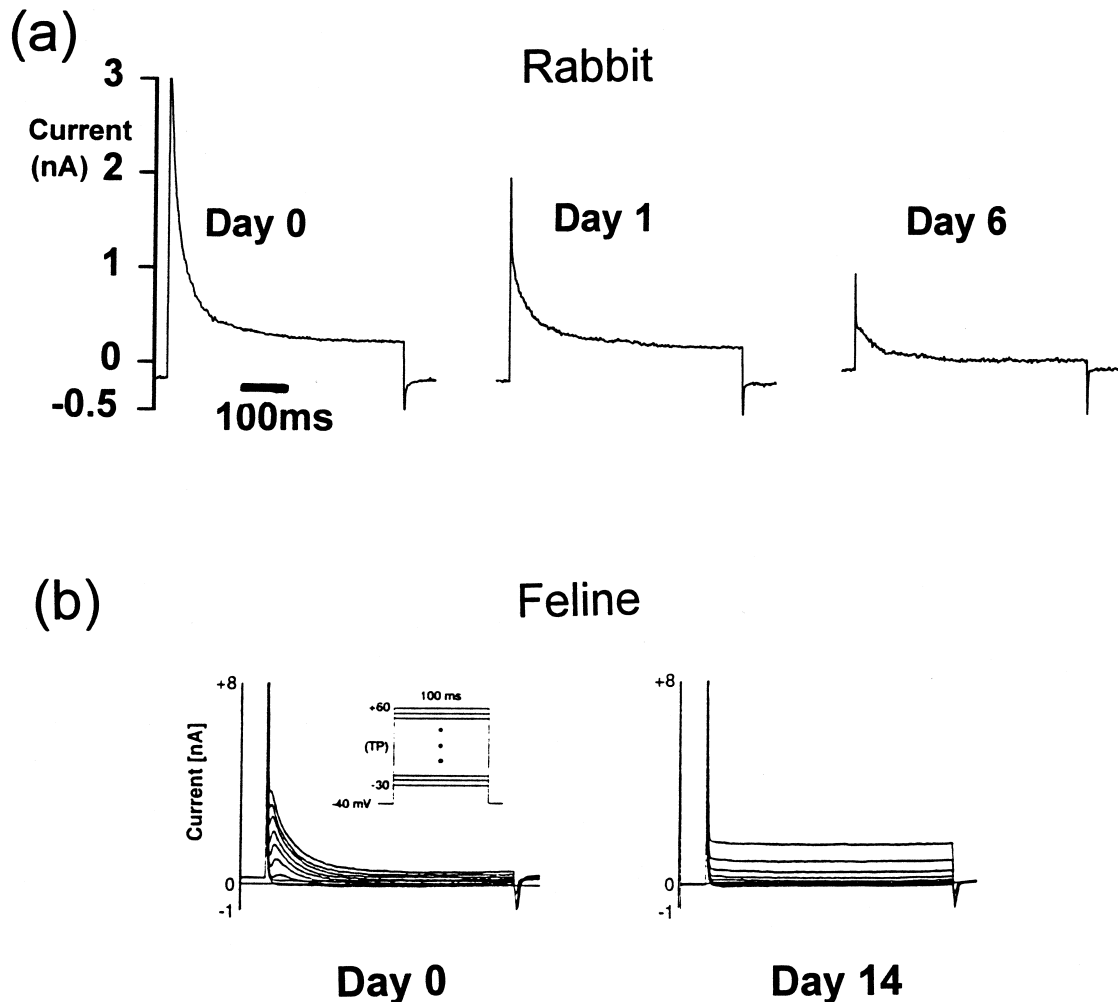 (a)
Rabbit
3
Current
(nA) 2
Day 0
Day 1
Day 6
1
0
-0.5
100ms
(b)
Feline
+8
Current [nA]
0
-1
100 ms
+60
(TP)
-30
-40 mV
+8
0
-1
Day 0
Day 14